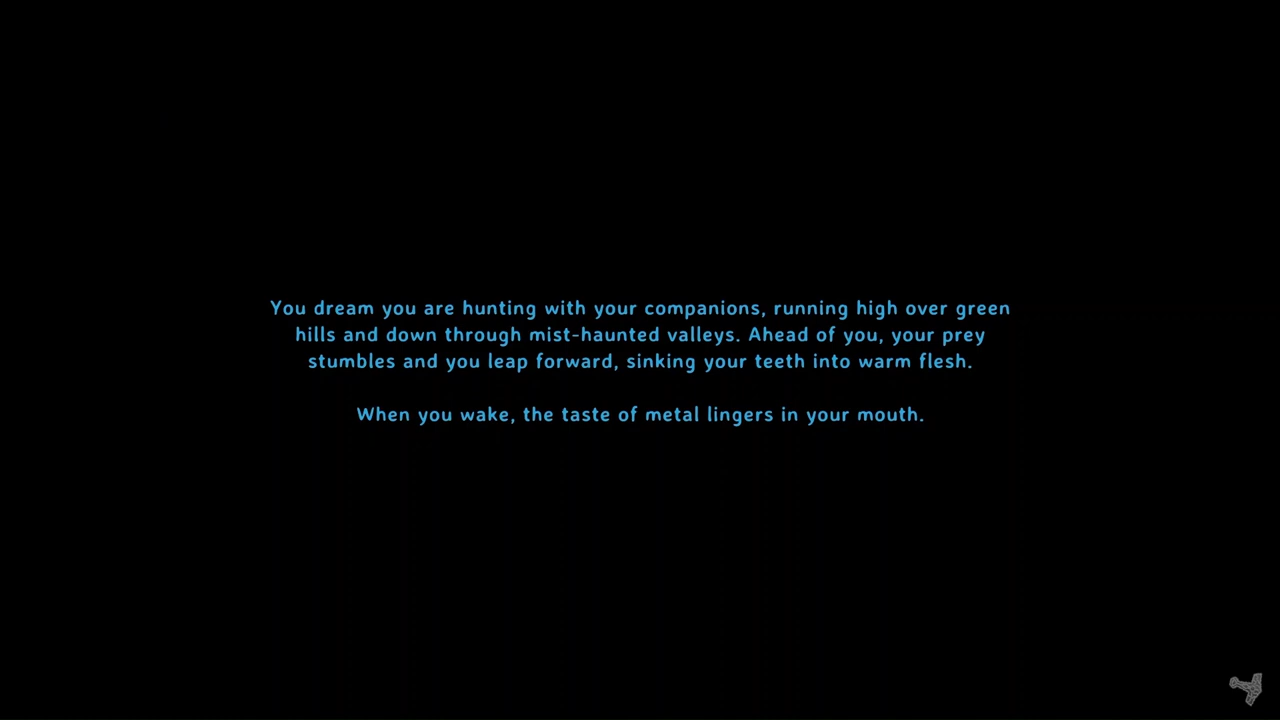 You dream you are hunting with your companions, running high over green
hills and down through mist-haunted valleys. Ahead of you, your prey
stumbles and you leap forward, sinking your teeth into warm flesh.
When you wake, the taste of metal lingers in your mouth.